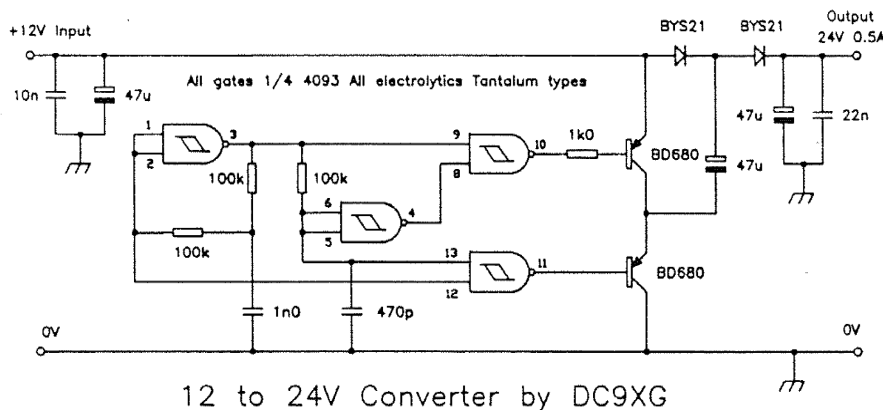 BYS21 BYS21 Output
+12V Input 24V 0.5A
All gates 1/4 4093 All electrolytics Tantalum types
10n 47u
1 3 9 10 1k0 47u 22n
2 8 BD680 47u
100k 100k
6 4
5
100k 13 11 BD680
12
1n0 470p
0V 0V
12 to 24V Converter by DC9XG